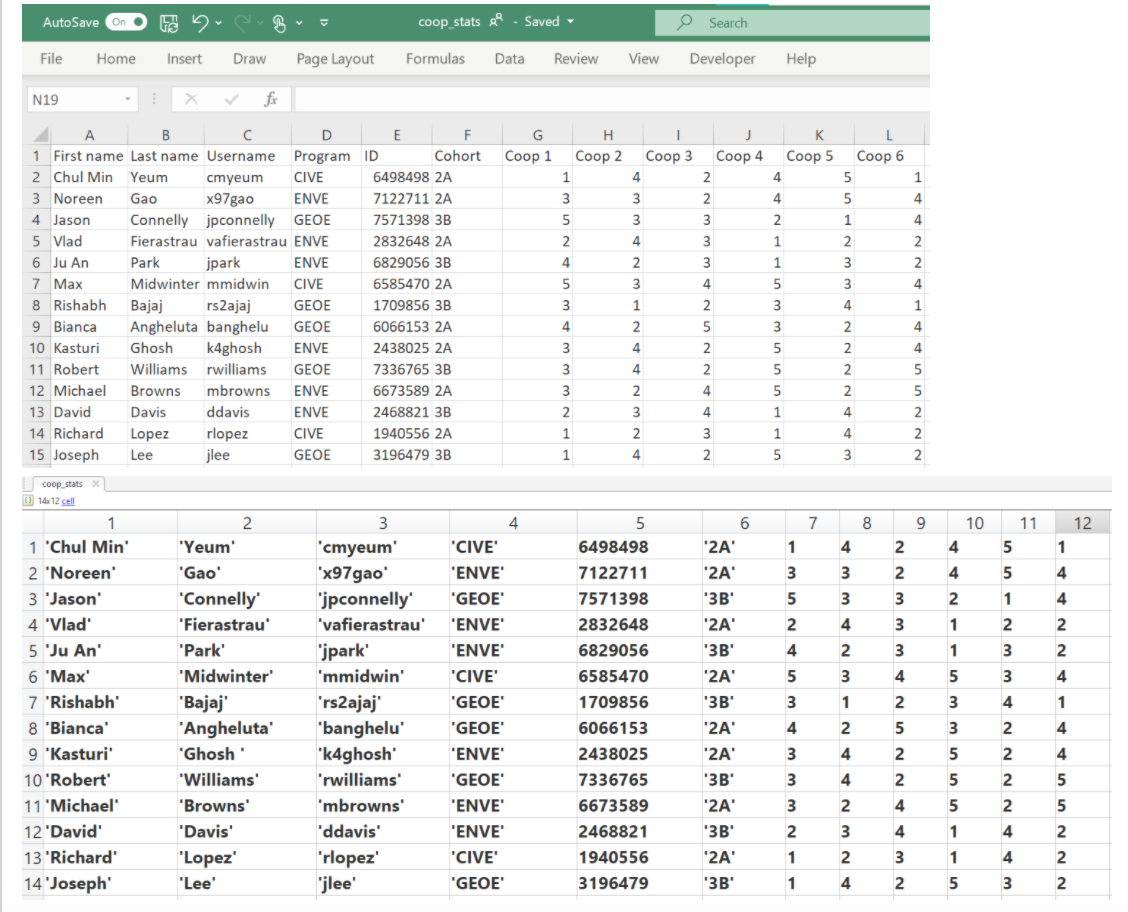 AutoSave On coop_stats - Saved Search
File Home Insert Draw Page Layout Formulas Data Review View Developer Help
N19 fx
A B C D E F G H I J K L
1 First name Last name Username Program ID Cohort Coop 1 Coop 2 Coop 3 Coop 4 Coop 5 Coop 6
2 Chul Min Yeum cmyeum CIVE 6498498 2A 1 4 2 4 5 1
3 Noreen Gao x97gao ENVE 7122711 2A 3 3 2 4 5 4
4 Jason Connelly jpconnelly GEOE 7571398 3B 5 3 3 2 1 4
5 Vlad Fierastrau vafierastrau ENVE 2832648 2A 2 4 3 1 2 2
6 Ju An Park jpark ENVE 6829056 3B 4 2 3 1 3 2
7 Max Midwinter mmidwin CIVE 6585470 2A 5 3 4 5 3 4
8 Rishabh Bajaj rs2ajaj GEOE 1709856 3B 3 1 2 3 4 1
9 Bianca Angheluta banghelu GEOE 6066153 2A 4 2 5 3 2 4
10 Kasturi Ghosh k4ghosh ENVE 2438025 2A 3 4 2 5 2 4
11 Robert Williams rwilliams GEOE 7336765 3B 3 4 2 5 2 5
12 Michael Browns mbrowns ENVE 6673589 2A 3 2 4 5 2 5
13 David Davis ddavis ENVE 2468821 3B 2 3 4 1 4 2
14 Richard Lopez rlopez CIVE 1940556 2A 1 2 3 1 4 2
15 Joseph Lee jlee GEOE 3196479 3B 1 4 2 5 3 2
coop_stats
14x12 cell
1 2 3 4 5 6 7 8 9 10 11 12
1 'Chul Min' 'Yeum' 'cmyeum' 'CIVE' 6498498 '2A' 1 4 2 4 5 1
2 'Noreen' 'Gao' 'x97gao' 'ENVE' 7122711 '2A' 3 3 2 4 5 4
3 'Jason' 'Connelly' 'jpconnelly' 'GEOE' 7571398 '3B' 5 3 3 2 1 4
4 'Vlad' 'Fierastrau' 'vafierastrau' 'ENVE' 2832648 '2A' 2 4 3 1 2 2
5 'Ju An' 'Park' 'jpark' 'ENVE' 6829056 '3B' 4 2 3 1 3 2
6 'Max' 'Midwinter' 'mmidwin' 'CIVE' 6585470 '2A' 5 3 4 5 3 4
7 'Rishabh' 'Bajaj' 'rs2ajaj' 'GEOE' 1709856 '3B' 3 1 2 3 4 1
8 'Bianca' 'Angheluta' 'banghelu' 'GEOE' 6066153 '2A' 4 2 5 3 2 4
9 'Kasturi' 'Ghosh ' 'k4ghosh' 'ENVE' 2438025 '2A' 3 4 2 5 2 4
10 'Robert' 'Williams' 'rwilliams' 'GEOE' 7336765 '3B' 3 4 2 5 2 5
11 'Michael' 'Browns' 'mbrowns' 'ENVE' 6673589 '2A' 3 2 4 5 2 5
12 'David' 'Davis' 'ddavis' 'ENVE' 2468821 '3B' 2 3 4 1 4 2
13 'Richard' 'Lopez' 'rlopez' 'CIVE' 1940556 '2A' 1 2 3 1 4 2
14 'Joseph' 'Lee' 'jlee' 'GEOE' 3196479 '3B' 1 4 2 5 3 2